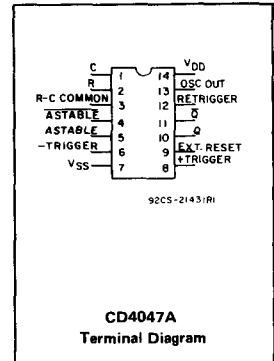 C 1 14 VDD
R 2 13 OSC OUT
R-C COMMON 3 12 RETRIGGER
A̅S̅T̅A̅B̅L̅E̅ 4 11 Q̅
ASTABLE 5 10 Q
-TRIGGER 6 9 EXT. RESET
VSS 7 8 +TRIGGER
92CS-21431R1
CD4047A
Terminal Diagram